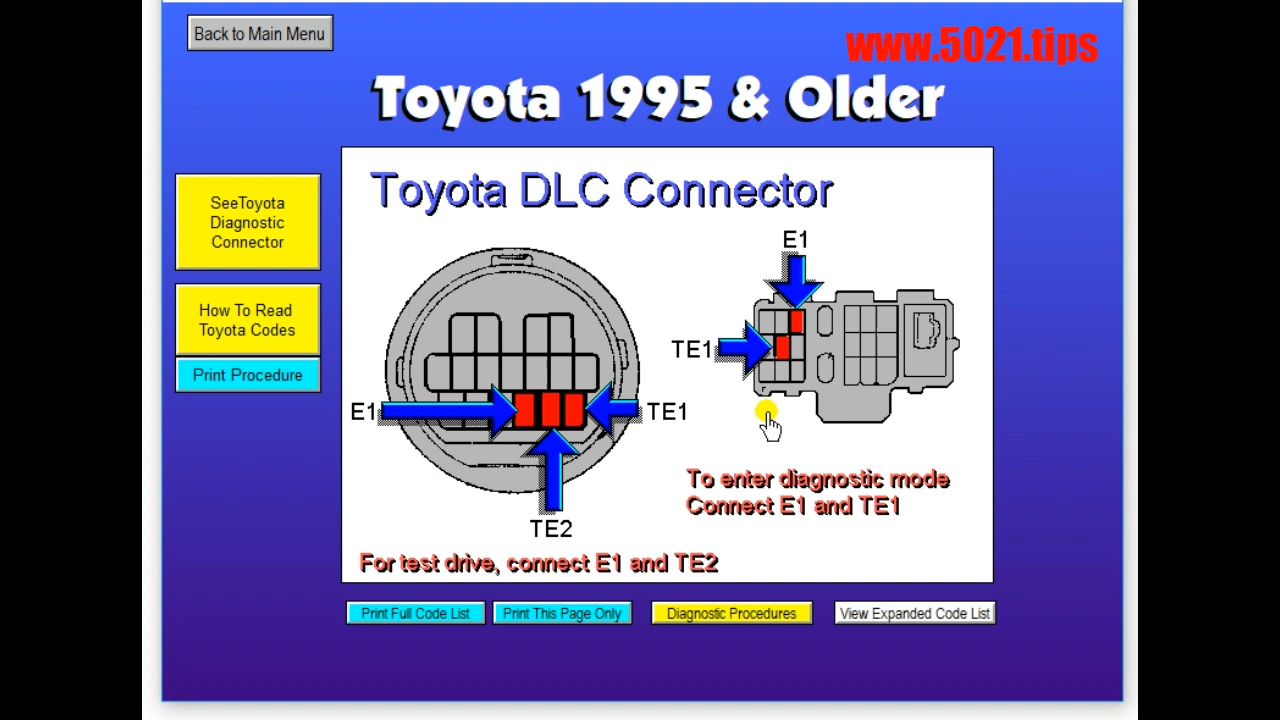 Back to Main Menu
www.5021.tips
Toyota 1995 & Older
SeeToyota
Diagnostic
Connector
How To Read
Toyota Codes
Print Procedure
Toyota DLC Connector
E1
TE1
E1
TE1
TE2
To enter diagnostic mode
Connect E1 and TE1
For test drive, connect E1 and TE2
Print Full Code List
Print This Page Only
Diagnostic Procedures
View Expanded Code List